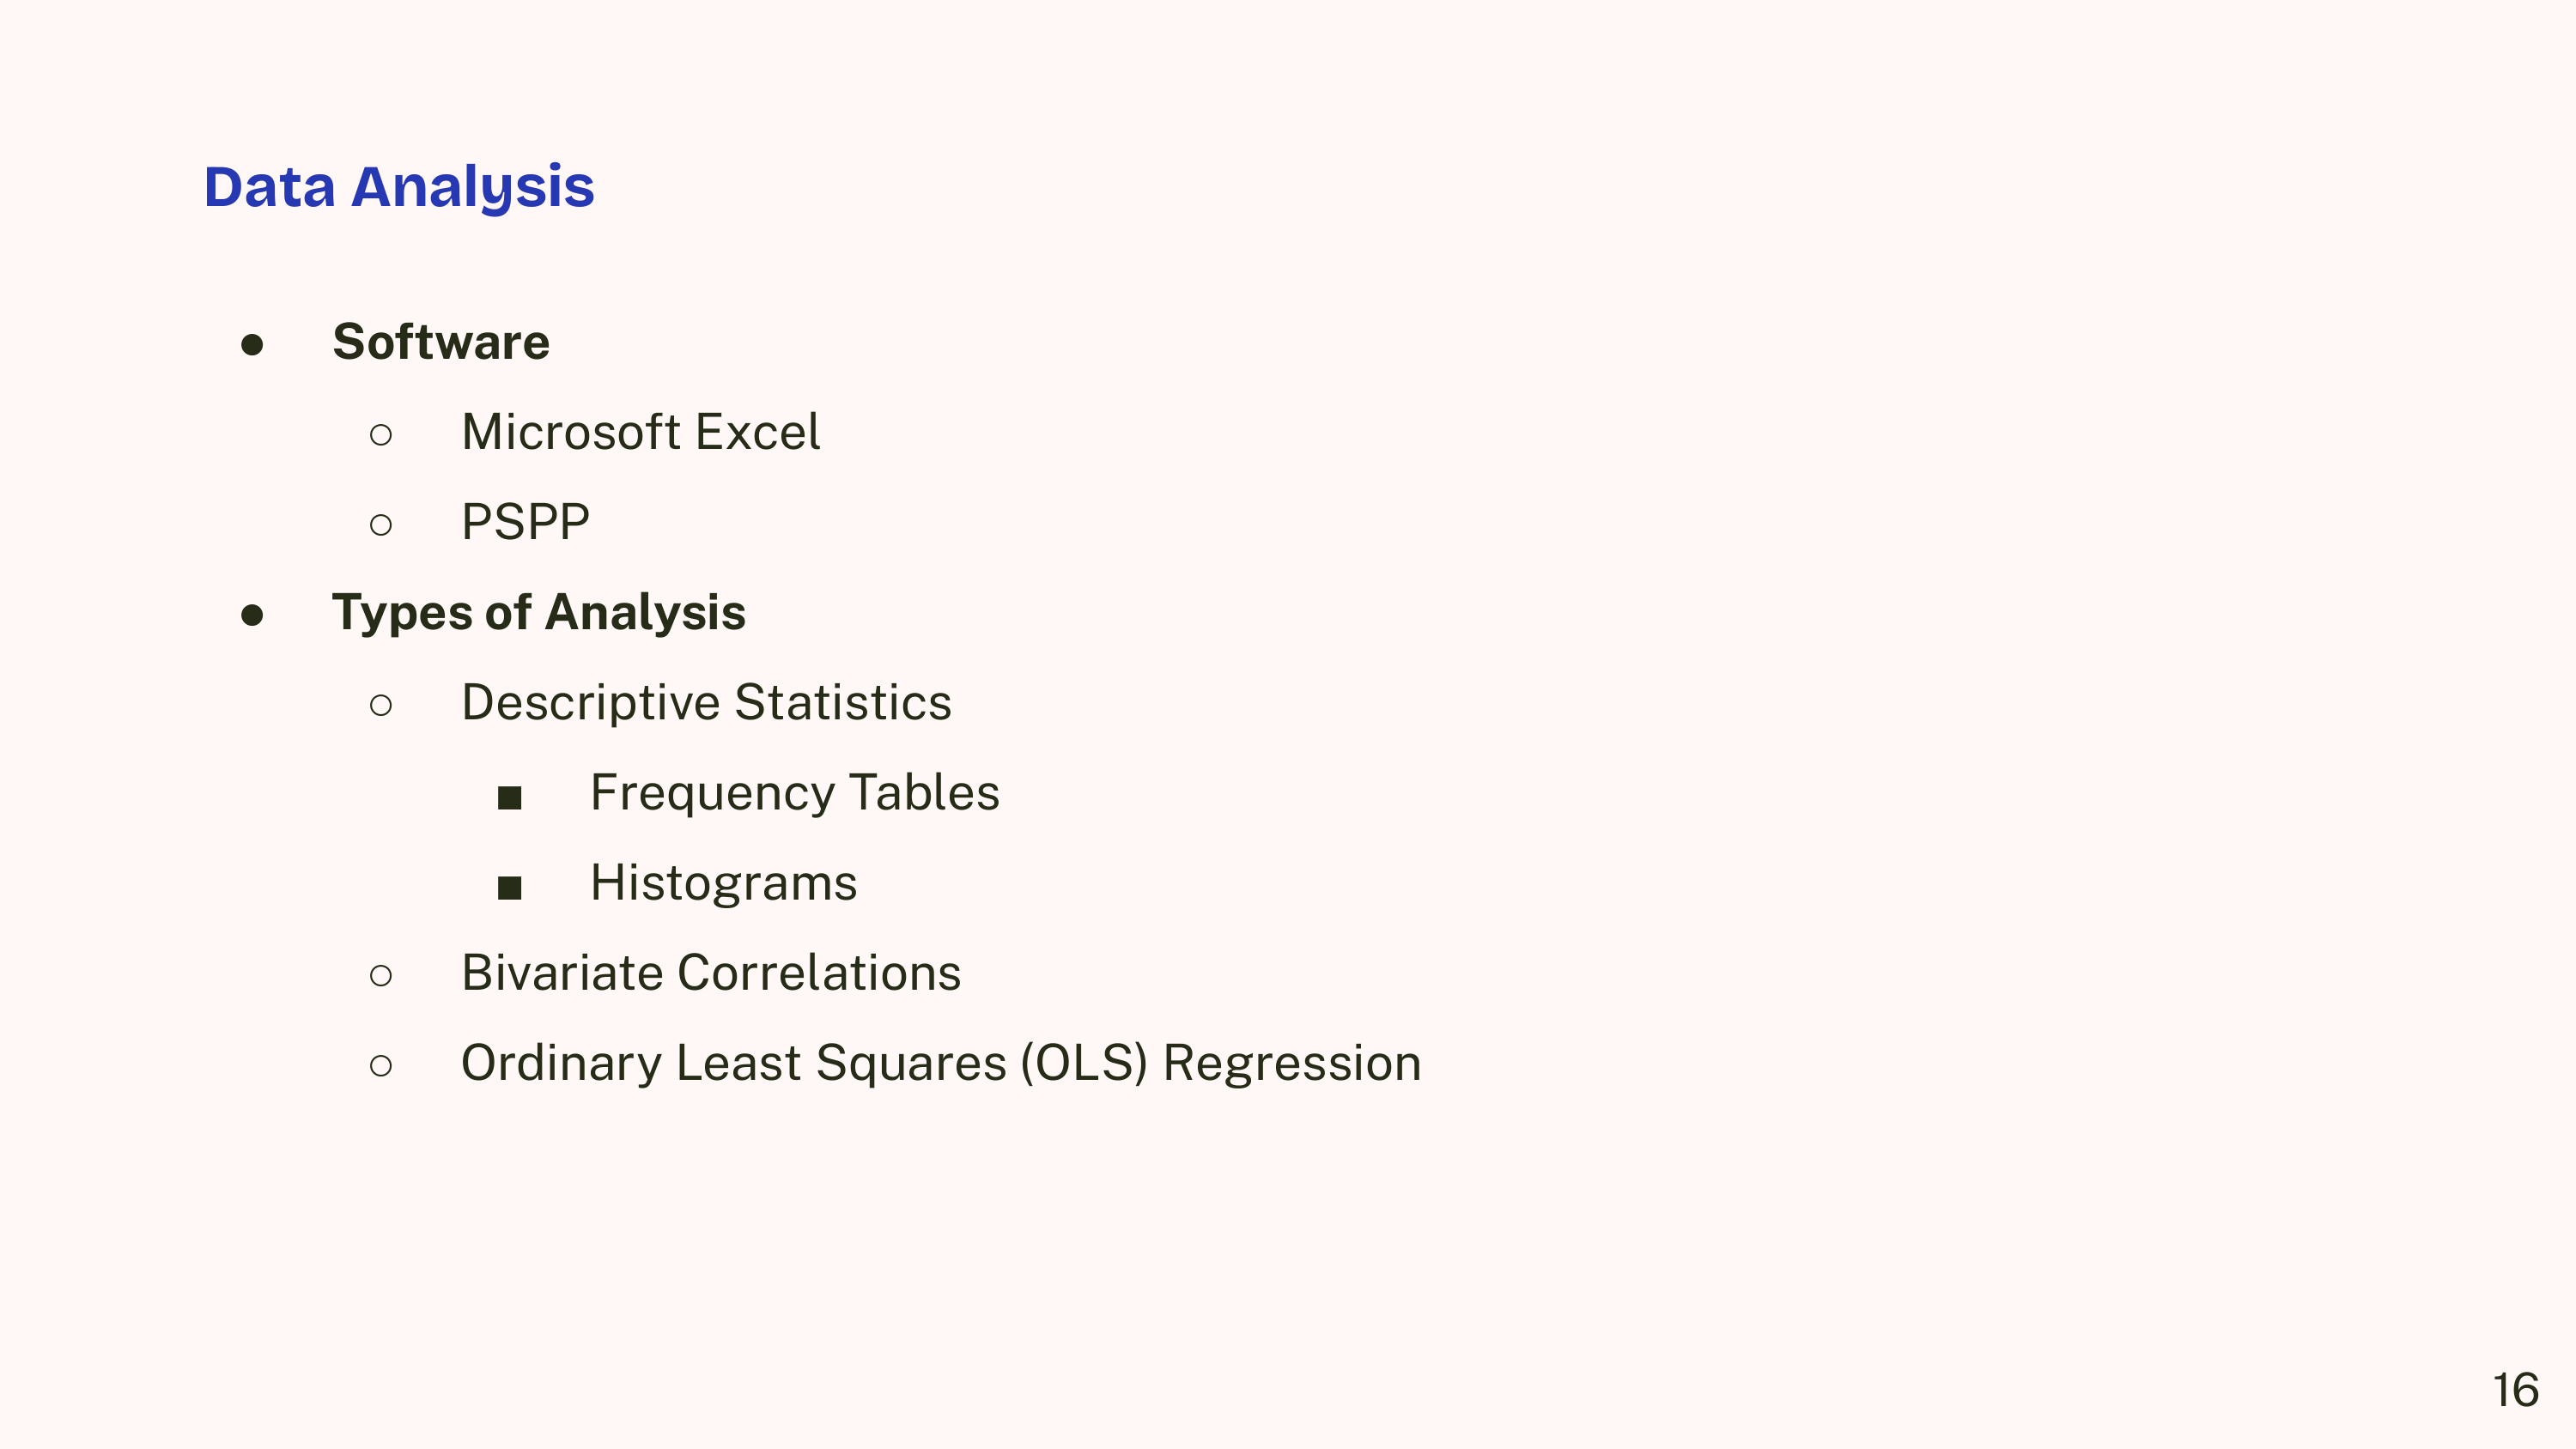 Data Analysis
● Software
○ Microsoft Excel
○ PSPP
● Types of Analysis
○ Descriptive Statistics
■ Frequency Tables
■ Histograms
○ Bivariate Correlations
○ Ordinary Least Squares (OLS) Regression
16